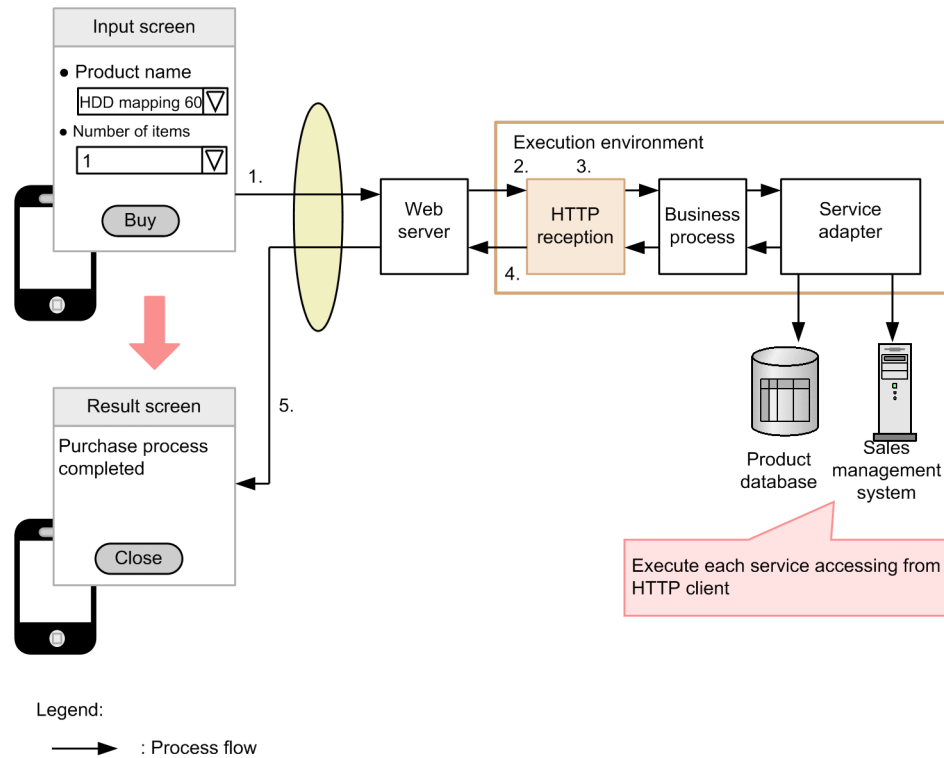 Input screen
● Product name
HDD mapping 60
● Number of items
1
Buy
1.
Web
server
Execution environment
2.
3.
HTTP
reception
Business
process
Service
adapter
4.
5.
Result screen
Purchase process
completed
Close
Product
database
Sales
management
system
Execute each service accessing from
HTTP client
Legend:
: Process flow